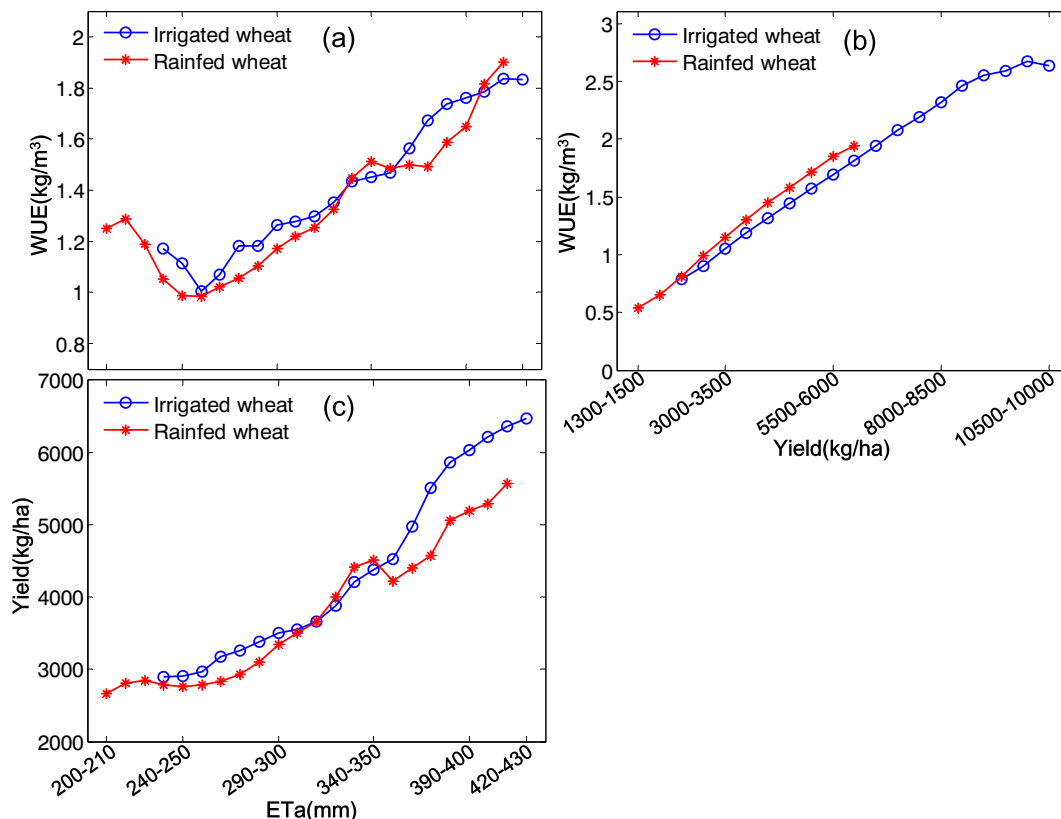 Irrigated wheat
Rainfed wheat
(a)
2
1.8
1.6
1.4
1.2
1
0.8
WUE(kg/m³)
Irrigated wheat
Rainfed wheat
(b)
3
2.5
2
1.5
1
0.5
0
WUE(kg/m³)
1300-1500
3000-3500
5500-6000
8000-8500
10500-10000
Yield(kg/ha)
Irrigated wheat
Rainfed wheat
(c)
7000
6000
5000
4000
3000
2000
Yield(kg/ha)
200-210
240-250
290-300
340-350
390-400
420-430
ETa(mm)